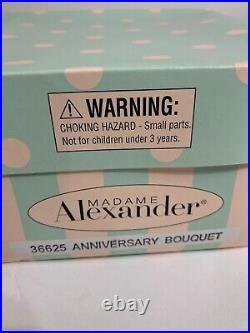 WARNING:
CHOKING HAZARD - Small parts.
Not for children under 3 years.
MADAME
Alexander®
36625 ANNIVERSARY BOUQUET